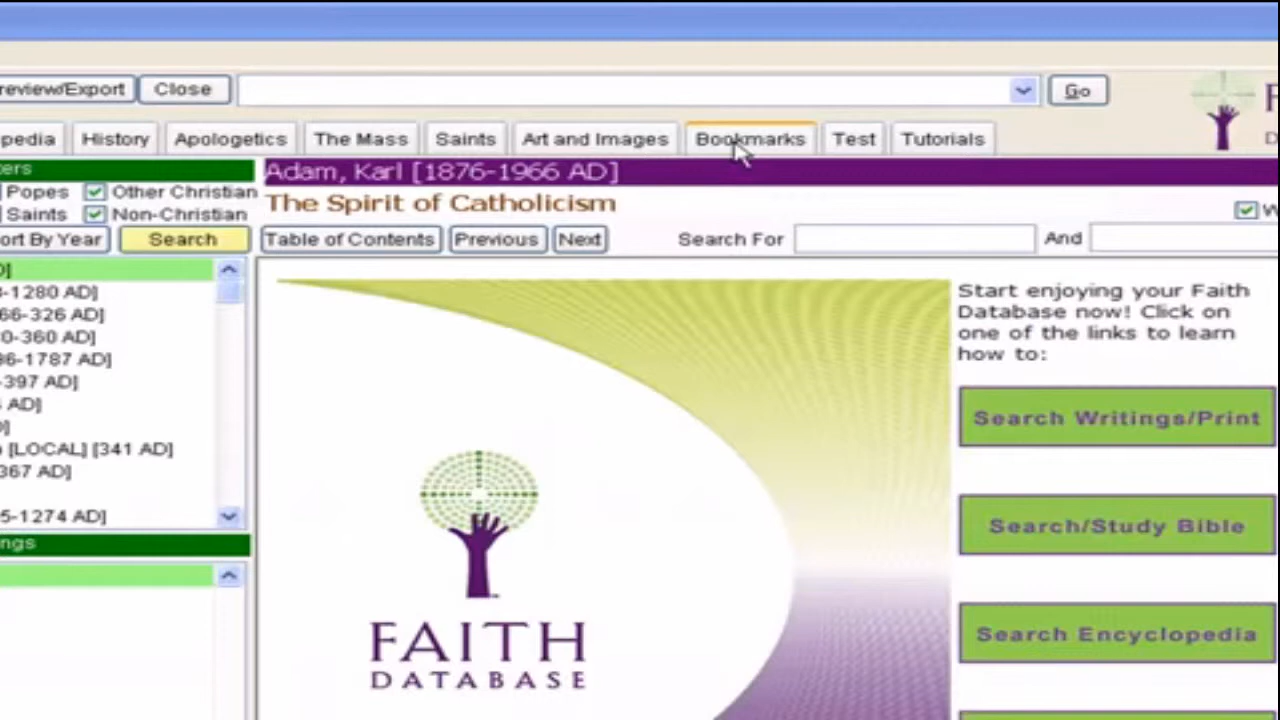 review/Export Close Go
pedia History Apologetics The Mass Saints Art and Images Bookmarks Test Tutorials
ters Adam, Karl [1876-1966 AD]
Popes Other Christian
The Spirit of Catholicism
Saints Non-Christian
ort By Year Search Table of Contents Previous Next Search For And
]
-1280 AD]
66-326 AD]
0-360 AD]
-1787 AD]
-397 AD]
AD]
]
[LOCAL] [341 AD]
367 AD]
5-1274 AD]
ngs
Start enjoying your Faith
Database now! Click on
one of the links to learn
how to:
Search Writings/Print
Search/Study Bible
Search Encyclopedia
FAITH
DATABASE